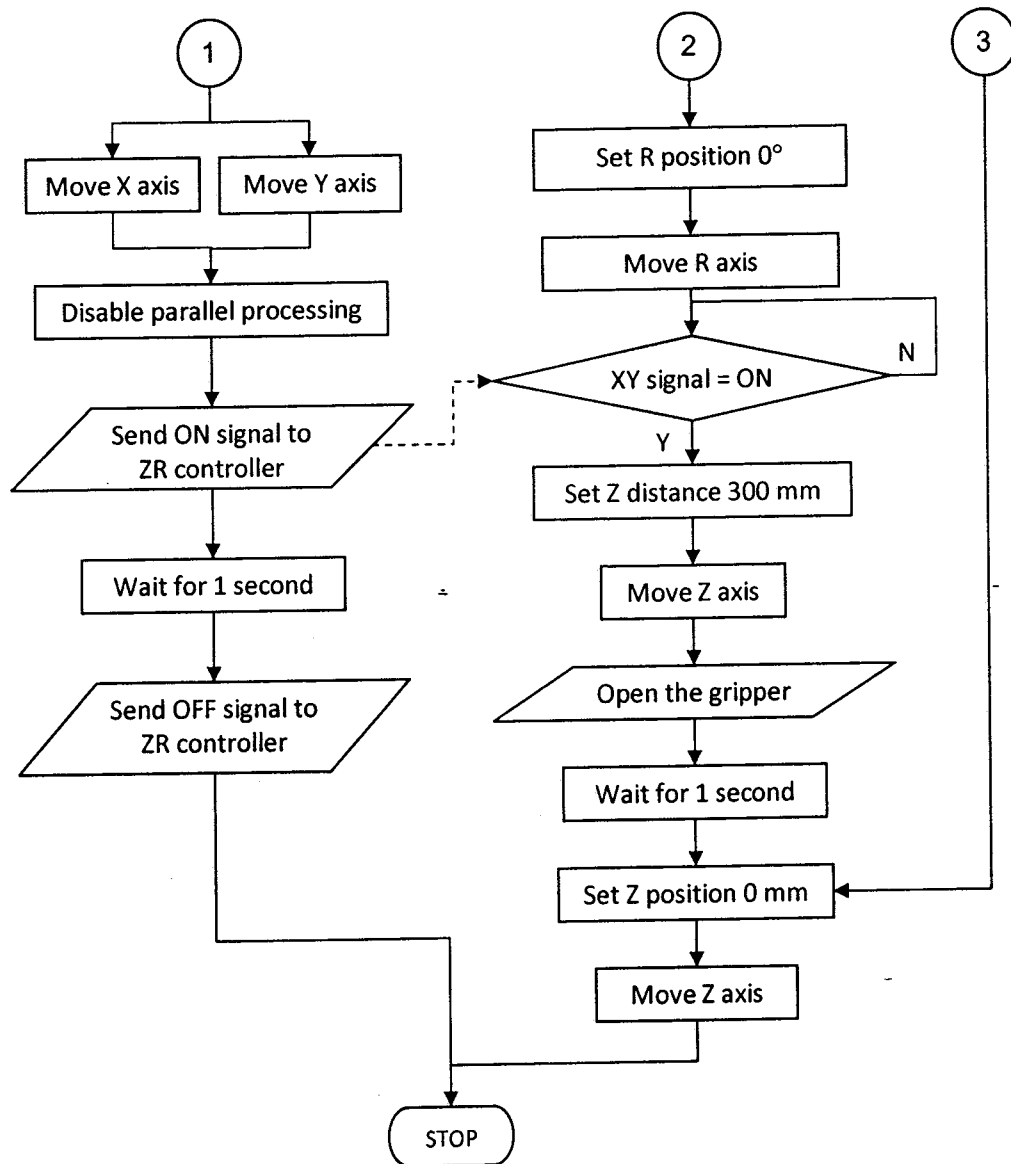 1
Move X axis
Move Y axis
Disable parallel processing
Send ON signal to
ZR controller
Wait for 1 second
Send OFF signal to
ZR controller
2
Set R position 0°
Move R axis
XY signal = ON
N
Y
Set Z distance 300 mm
Move Z axis
Open the gripper
Wait for 1 second
Set Z position 0 mm
Move Z axis
3
STOP